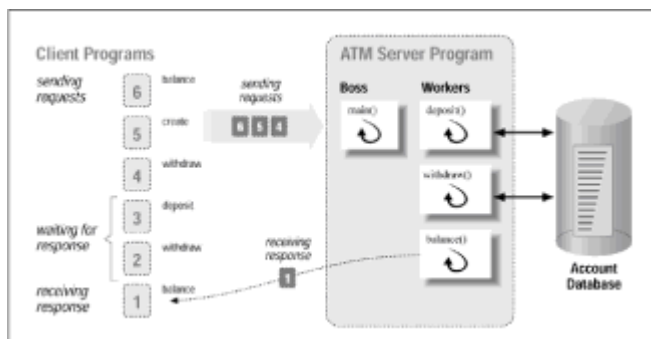 Client Programs
ATM Server Program
sending
requests
6
balance
sending
requests
Boss
Workers
main()
deposit()
5
create
6 5 4
4
withdraw
withdraw()
waiting for
response
3
deposit
2
withdraw
receiving
response
1
balance()
receiving
response
1
balance
Account
Database